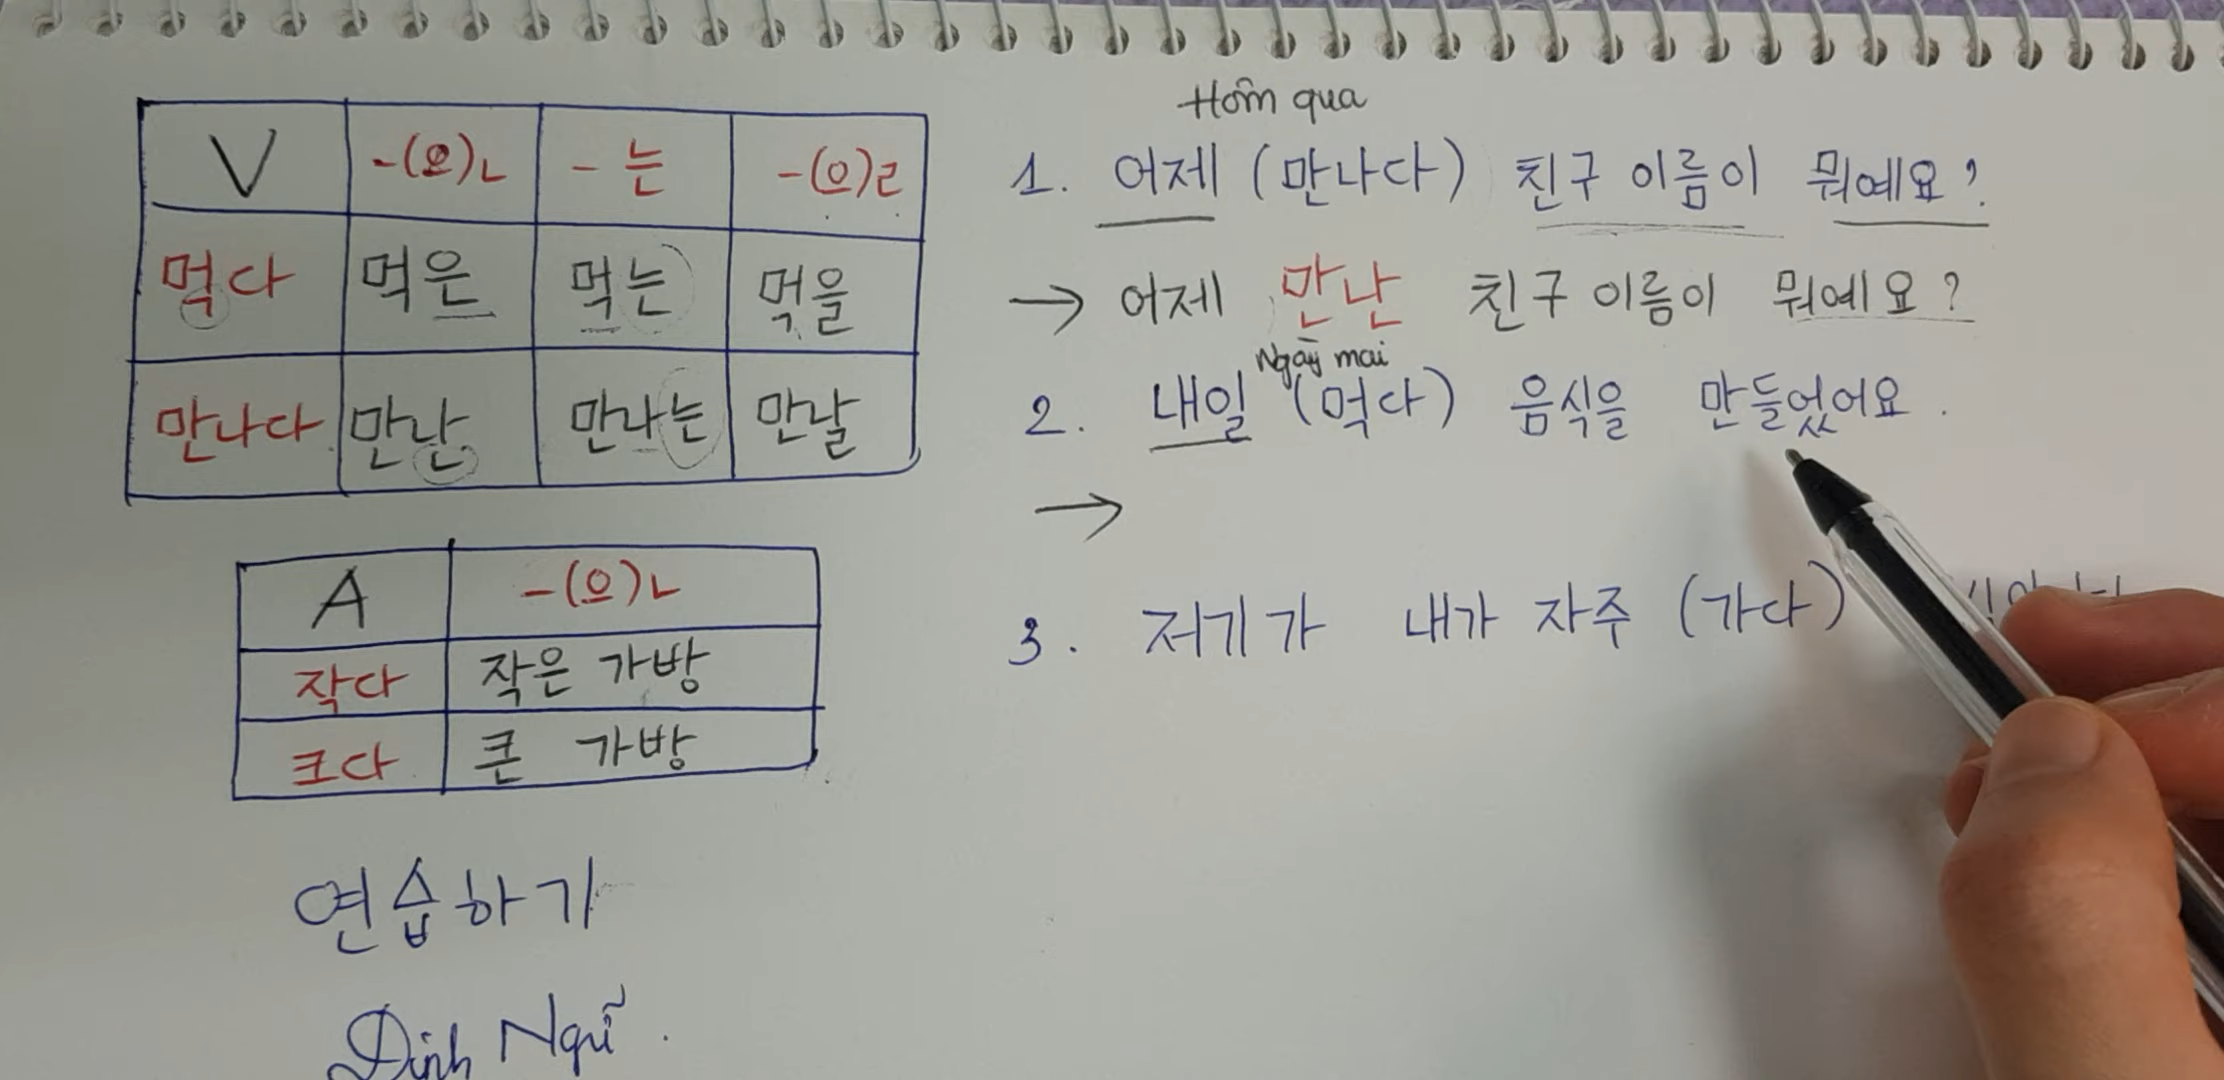 V -(으)ㄴ -는 -(으)ㄹ
먹다 먹은 먹는 먹을
만나다 만난 만나는 만날
A -(으)ㄴ
작다 작은 가방
크다 큰 가방
연습하기
Định Ngữ.
Hôm qua
1. 어제 (만나다) 친구 이름이 뭐예요?
→ 어제 만난 친구 이름이 뭐예요?
Ngày mai
2. 내일 (먹다) 음식을 만들었어요.
→
3. 저기가 내가 자주 (가다)